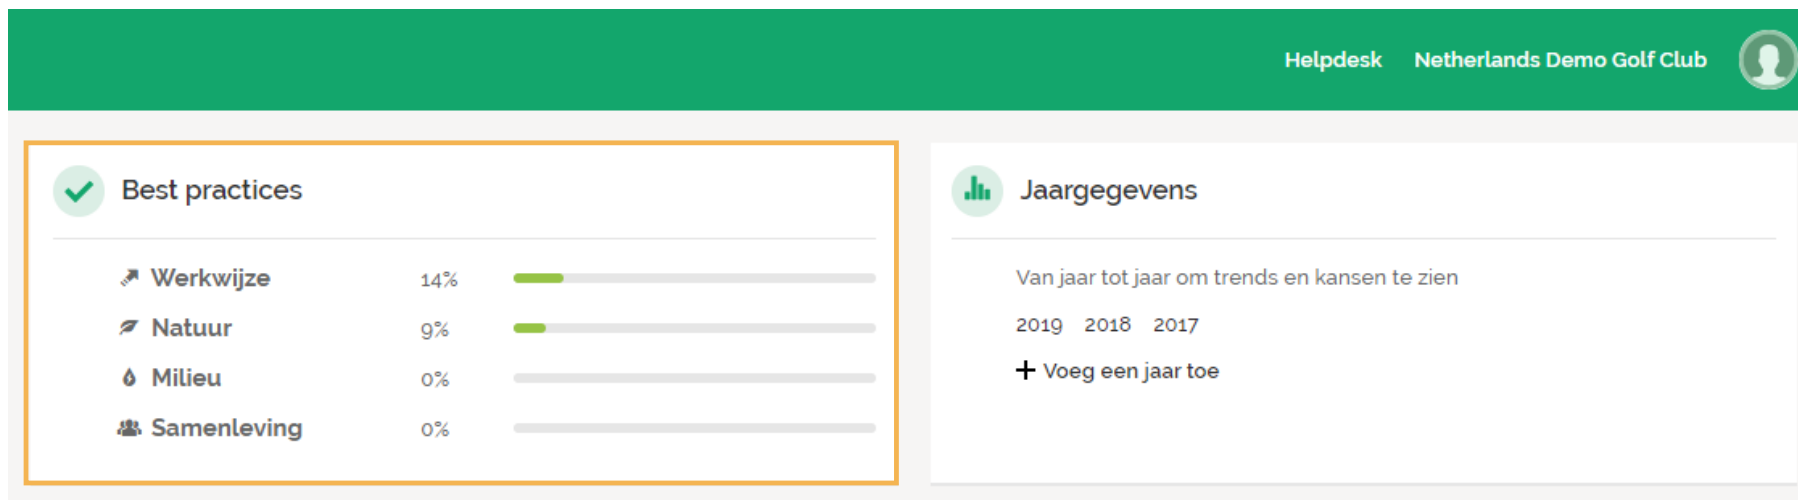 Helpdesk Netherlands Demo Golf Club
Best practices
Werkwijze 14%
Natuur 9%
Milieu 0%
Samenleving 0%
Jaargegevens
Van jaar tot jaar om trends en kansen te zien
2019 2018 2017
+ Voeg een jaar toe